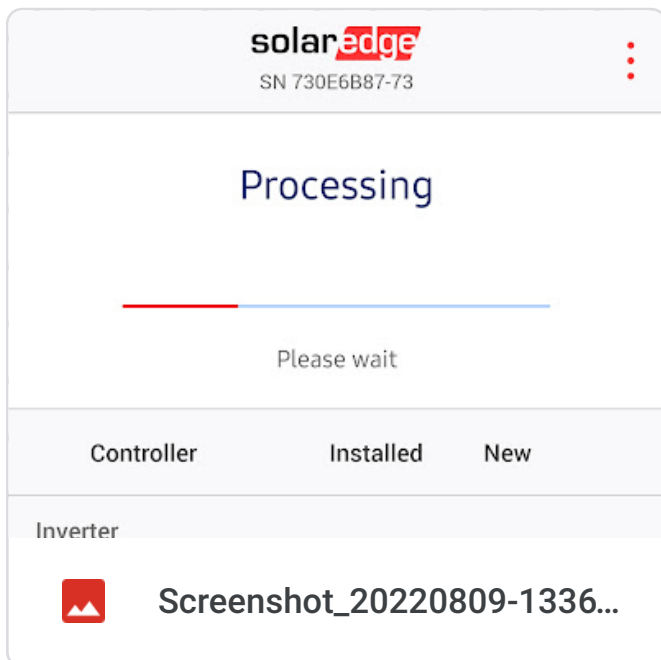 solaredge
SN 730E6B87-73
Processing
Please wait
Controller Installed New
Inverter
Screenshot_20220809-1336...